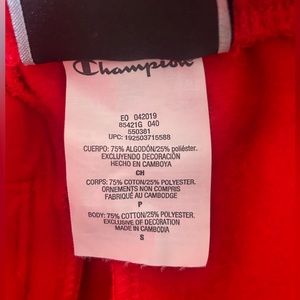 Champion
EO 042019
85421G 040
550381
UPC: 192503715588
CUERPO: 75% ALGODÓN/25% poliéster.
EXCLUYENDO DECORACIÓN
HECHO EN CAMBOYA
CH
CORPS: 75% COTON/25% POLYESTER.
ORNEMENTS NON COMPRIS
FABRIQUÉ AU CAMBODGE
P
BODY: 75% COTTON/25% POLYESTER.
EXCLUSIVE OF DECORATION
MADE IN CAMBODIA
S